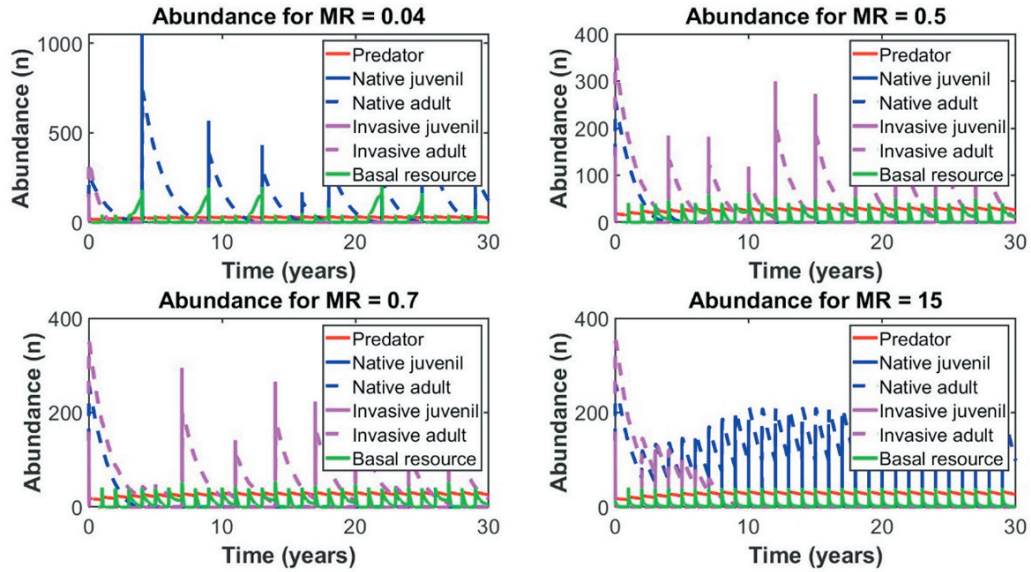 Abundance for MR = 0.04
Abundance (n)
1000
500
0
0
10
20
30
Time (years)
Predator
Native juvenil
Native adult
Invasive juvenil
Invasive adult
Basal resource
Abundance for MR = 0.5
Abundance (n)
400
300
200
100
0
0
10
20
30
Time (years)
Predator
Native juvenil
Native adult
Invasive juvenil
Invasive adult
Basal resource
Abundance for MR = 0.7
Abundance (n)
400
200
0
0
10
20
30
Time (years)
Predator
Native juvenil
Native adult
Invasive juvenil
Invasive adult
Basal resource
Abundance for MR = 15
Abundance (n)
400
200
0
0
10
20
30
Time (years)
Predator
Native juvenil
Native adult
Invasive juvenil
Invasive adult
Basal resource